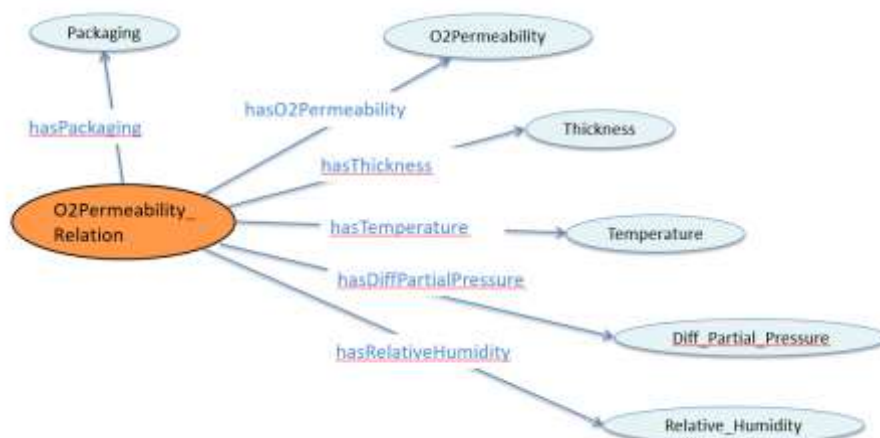 Packaging
O2Permeability
hasO2Permeability
hasPackaging
Thickness
hasThickness
O2Permeability_
Relation
hasTemperature
Temperature
hasDiffPartialPressure
Diff_Partial_Pressure
hasRelativeHumidity
Relative_Humidity